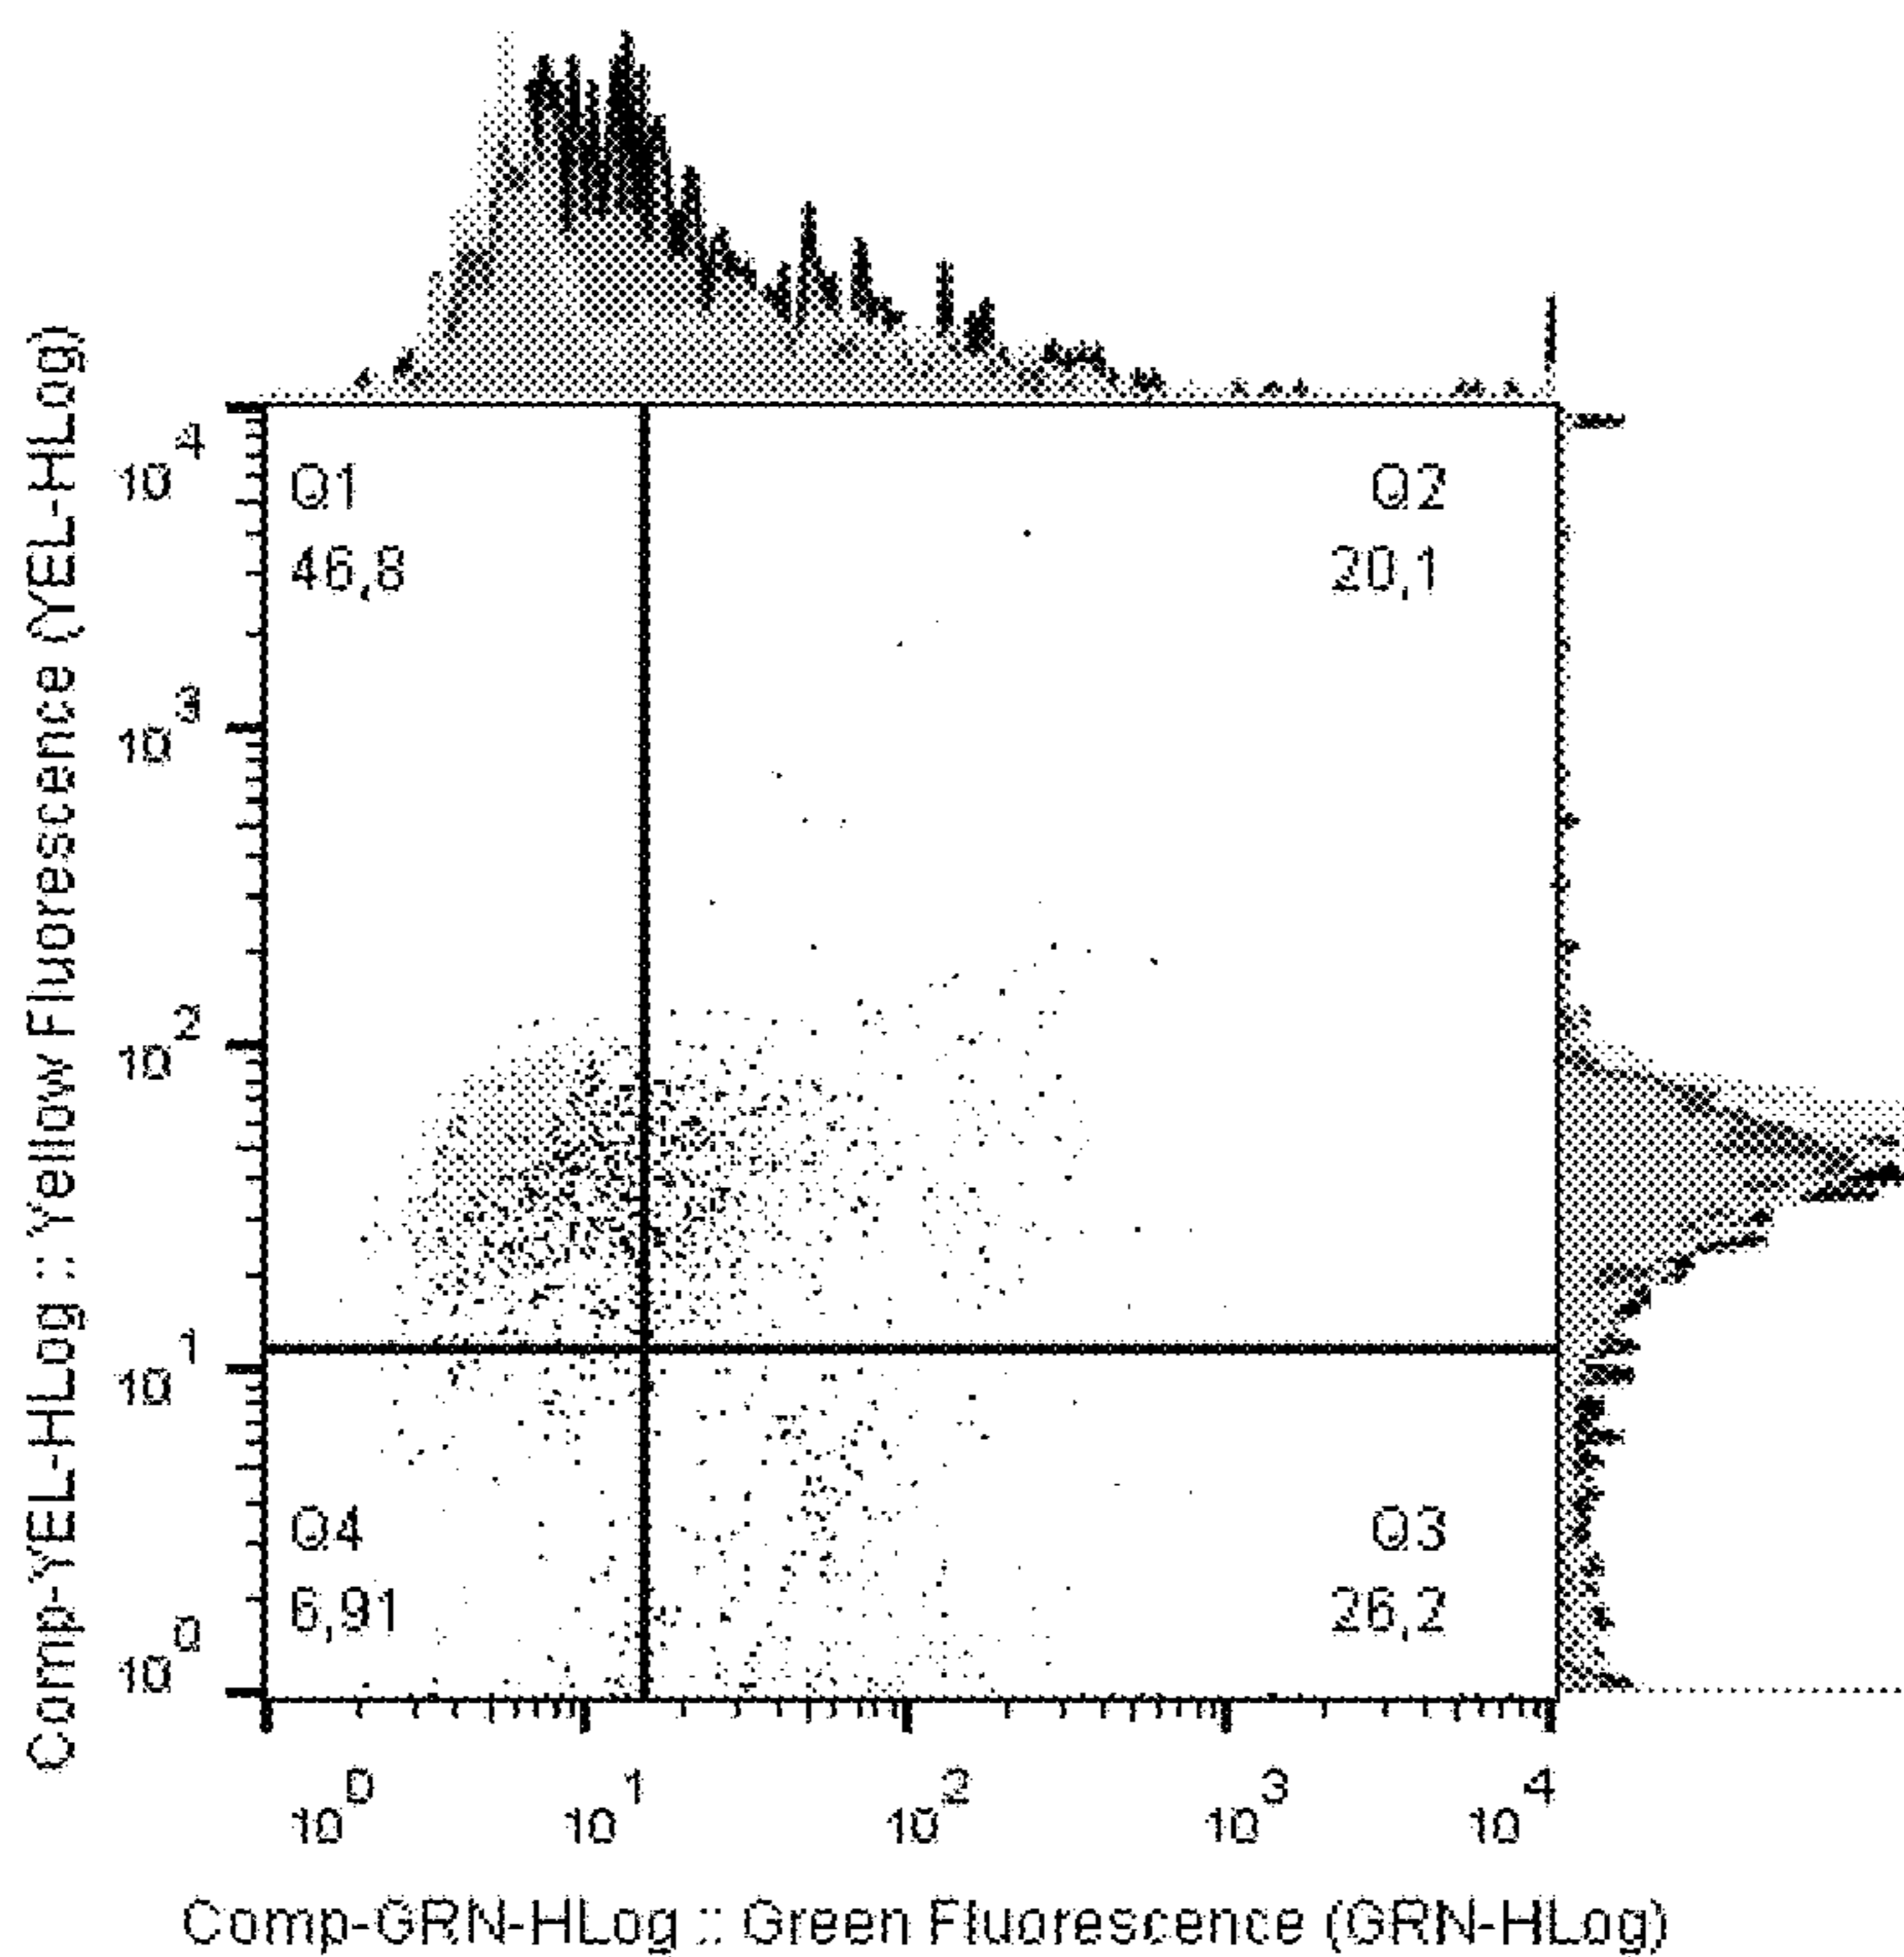 Comp-YEL-HLog :: Yellow Fluorescence (YEL-HLog)
10^4
10^3
10^2
10^1
10^0
Q1
46,8
Q2
20,1
Q4
6,91
Q3
26,2
10^0 10^1 10^2 10^3 10^4
Comp-GRN-HLog :: Green Fluorescence (GRN-HLog)